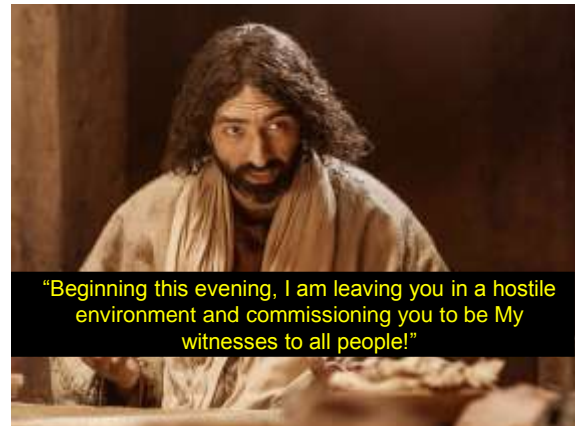 “Beginning this evening, I am leaving you in a hostile
environment and commissioning you to be My
witnesses to all people!”